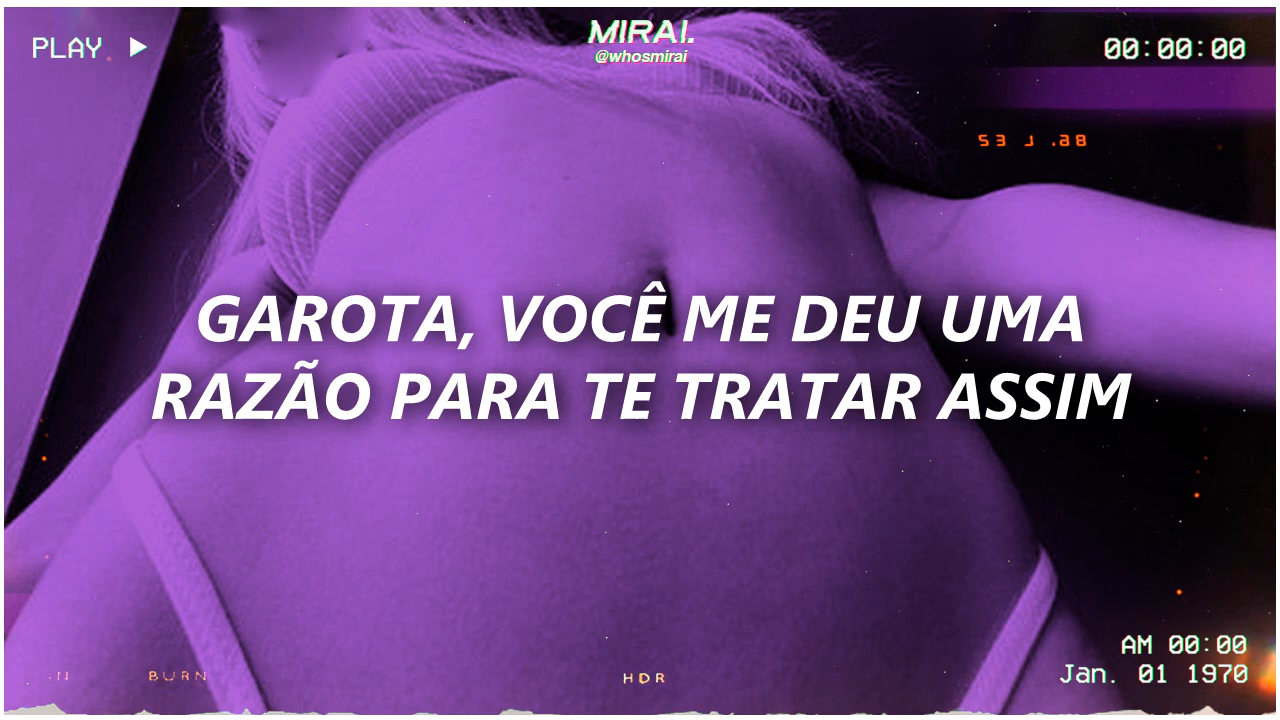 PLAY
MIRAI.
@whosmirai
00:00:00
GAROTA, VOCÊ ME DEU UMA
RAZÃO PARA TE TRATAR ASSIM
AM 00:00
Jan. 01 1970
BURN
HDR